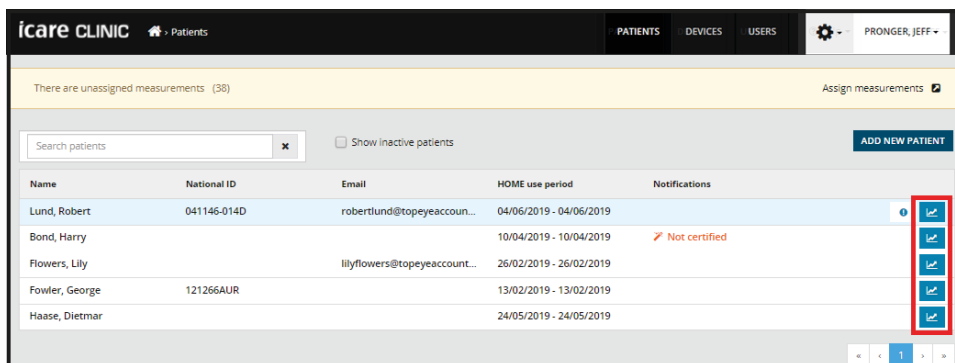 icare CLINIC › Patients PATIENTS DEVICES USERS PRONGER, JEFF
There are unassigned measurements (38) Assign measurements
Search patients × Show inactive patients ADD NEW PATIENT
Name National ID Email HOME use period Notifications
Lund, Robert 041146-014D robertlund@topeyeaccoun... 04/06/2019 - 04/06/2019
Bond, Harry 10/04/2019 - 10/04/2019 Not certified
Flowers, Lily lilyflowers@topeyeaccount... 26/02/2019 - 26/02/2019
Fowler, George 121266AUR 13/02/2019 - 13/02/2019
Haase, Dietmar 24/05/2019 - 24/05/2019
« ‹ 1 › »